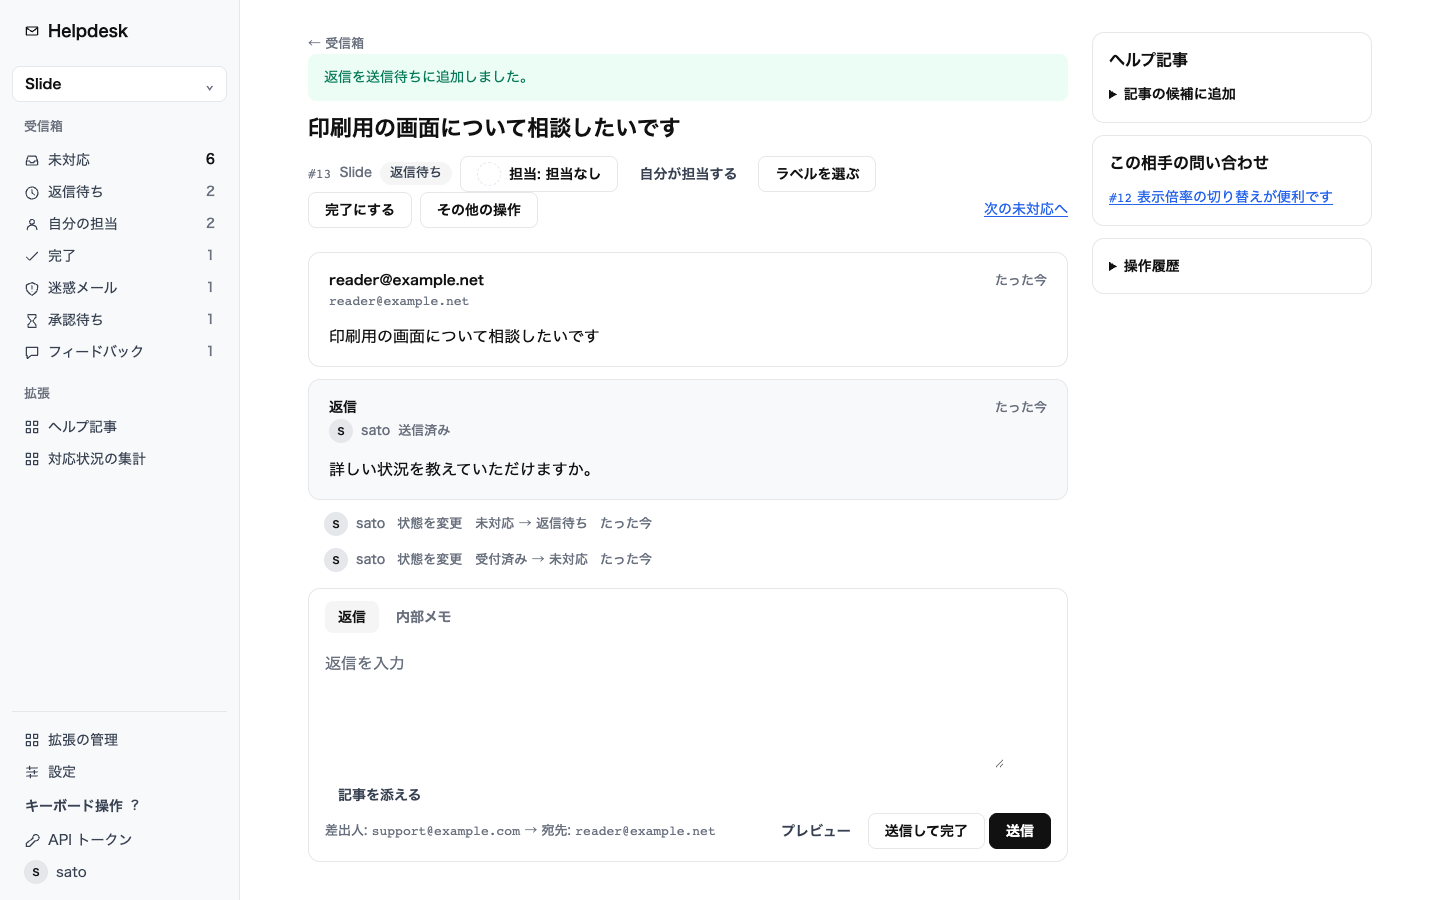 Helpdesk
Slide
受信箱
未対応 6
返信待ち 2
自分の担当 2
完了 1
迷惑メール 1
承認待ち 1
フィードバック 1
拡張
ヘルプ記事
対応状況の集計
拡張の管理
設定
キーボード操作 ?
API トークン
S sato
← 受信箱
返信を送信待ちに追加しました。
印刷用の画面について相談したいです
#13 Slide 返信待ち 担当: 担当なし 自分が担当する ラベルを選ぶ
完了にする その他の操作 次の未対応へ
reader@example.net たった今
reader@example.net
印刷用の画面について相談したいです
返信 たった今
S sato 送信済み
詳しい状況を教えていただけますか。
S sato 状態を変更 未対応 → 返信待ち たった今
S sato 状態を変更 受付済み → 未対応 たった今
返信 内部メモ
返信を入力
記事を添える
差出人: support@example.com → 宛先: reader@example.net プレビュー 送信して完了 送信
ヘルプ記事
▶ 記事の候補に追加
この相手の問い合わせ
#12 表示倍率の切り替えが便利です
▶ 操作履歴